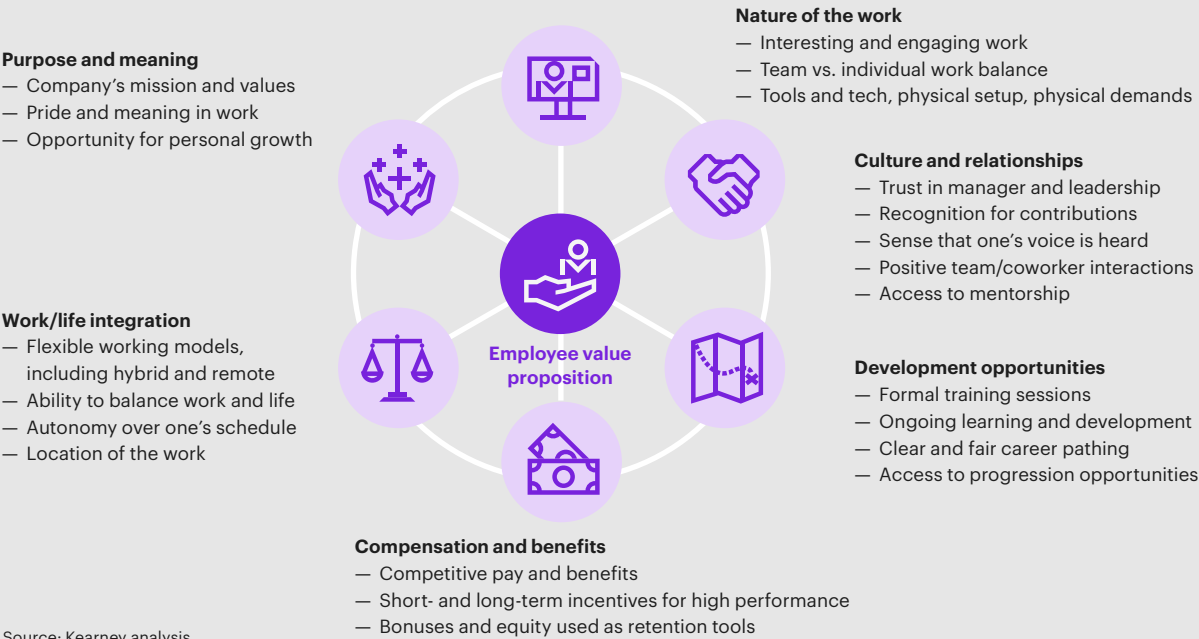 Nature of the work
— Interesting and engaging work
— Team vs. individual work balance
— Tools and tech, physical setup, physical demands
Purpose and meaning
— Company’s mission and values
— Pride and meaning in work
— Opportunity for personal growth
Culture and relationships
— Trust in manager and leadership
— Recognition for contributions
— Sense that one’s voice is heard
— Positive team/coworker interactions
— Access to mentorship
Work/life integration
— Flexible working models,
including hybrid and remote
— Ability to balance work and life
— Autonomy over one’s schedule
— Location of the work
Employee value
proposition
Development opportunities
— Formal training sessions
— Ongoing learning and development
— Clear and fair career pathing
— Access to progression opportunities
Compensation and benefits
— Competitive pay and benefits
— Short- and long-term incentives for high performance
— Bonuses and equity used as retention tools
Source: Kearney analysis